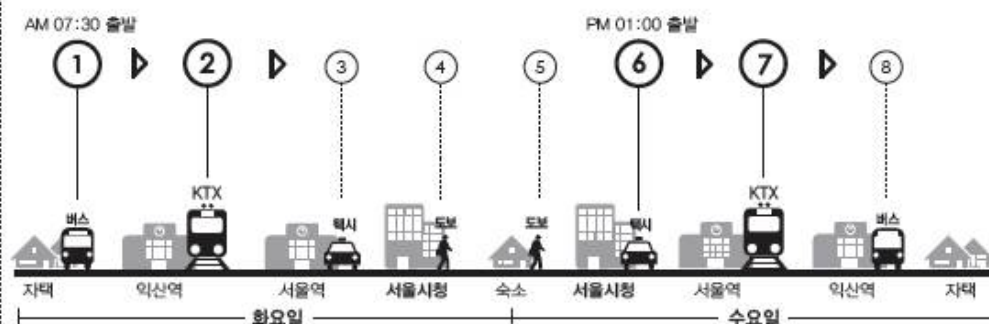 AM 07:30 출발
PM 01:00 출발
1 2 3 4 5 6 7 8
KTX
KTX
버스
택시
도보
도보
택시
버스
자택 익산역 서울역 서울시청 숙소 서울시청 서울역 익산역 자택
화요일 수요일